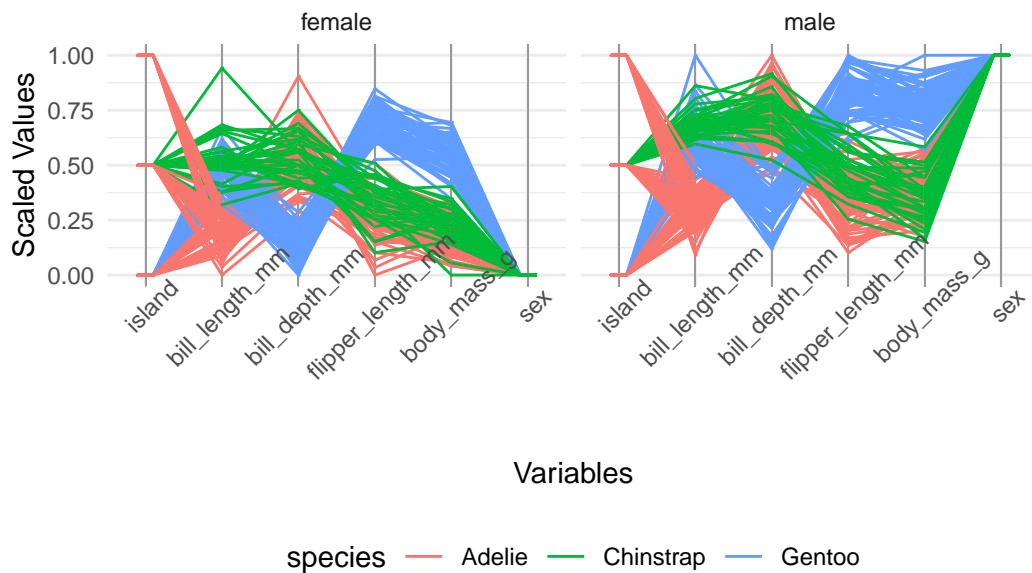 female
male
Scaled Values
1.00
0.75
0.50
0.25
0.00
island
bill_length_mm
bill_depth_mm
flipper_length_mm
body_mass_g
sex
island
bill_length_mm
bill_depth_mm
flipper_length_mm
body_mass_g
sex
Variables
species Adelie Chinstrap Gentoo